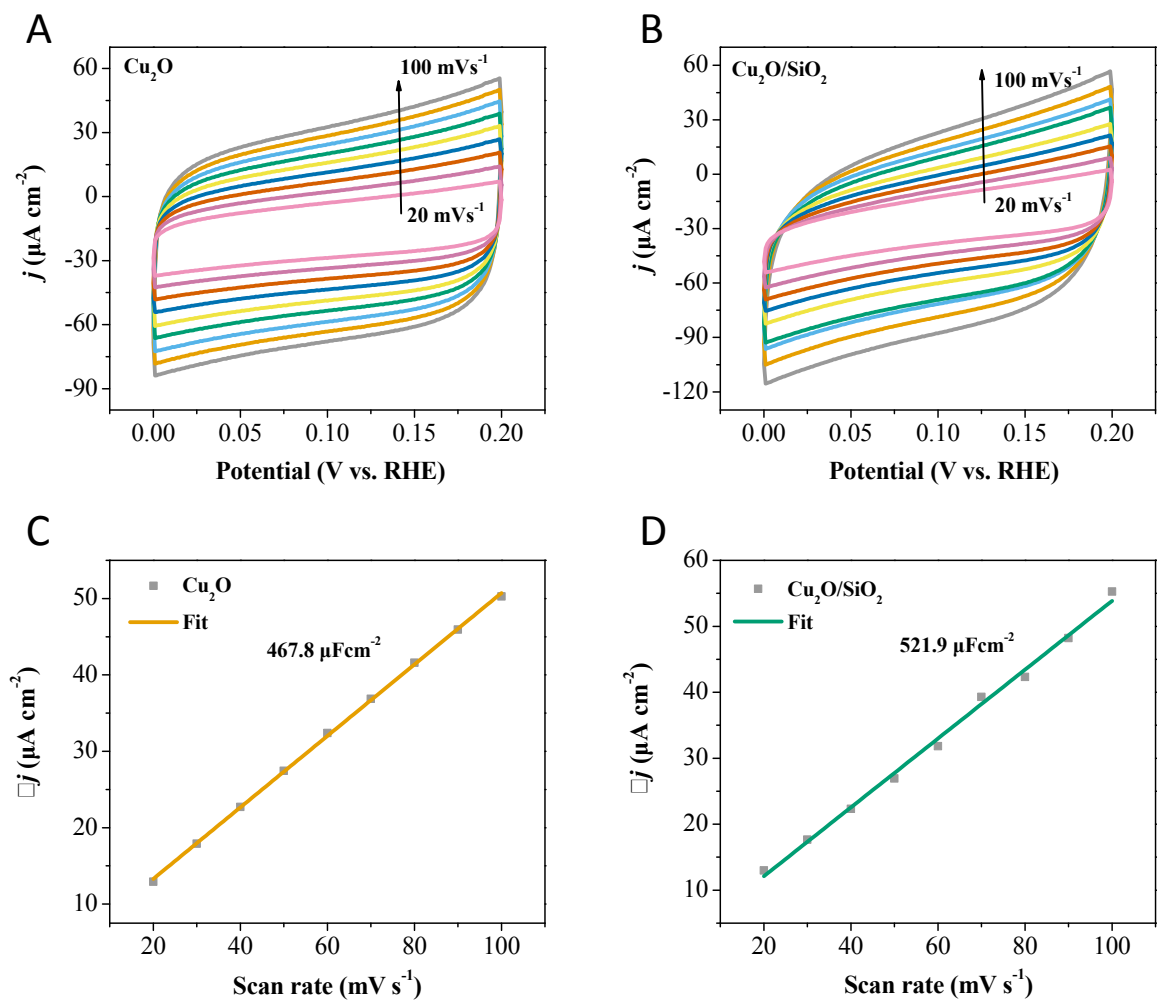 A
Cu₂O
100 mVs⁻¹
20 mVs⁻¹
60
30
0
-30
-60
-90
j (µA cm⁻²)
0.00 0.05 0.10 0.15 0.20
Potential (V vs. RHE)
B
Cu₂O/SiO₂
100 mVs⁻¹
20 mVs⁻¹
60
30
0
-30
-60
-90
-120
j (µA cm⁻²)
0.00 0.05 0.10 0.15 0.20
Potential (V vs. RHE)
C
Cu₂O
Fit
467.8 µFcm⁻²
50
40
30
20
10
□j (µA cm⁻²)
20 40 60 80 100
Scan rate (mV s⁻¹)
D
Cu₂O/SiO₂
Fit
521.9 µFcm⁻²
60
50
40
30
20
10
□j (µA cm⁻²)
20 40 60 80 100
Scan rate (mV s⁻¹)